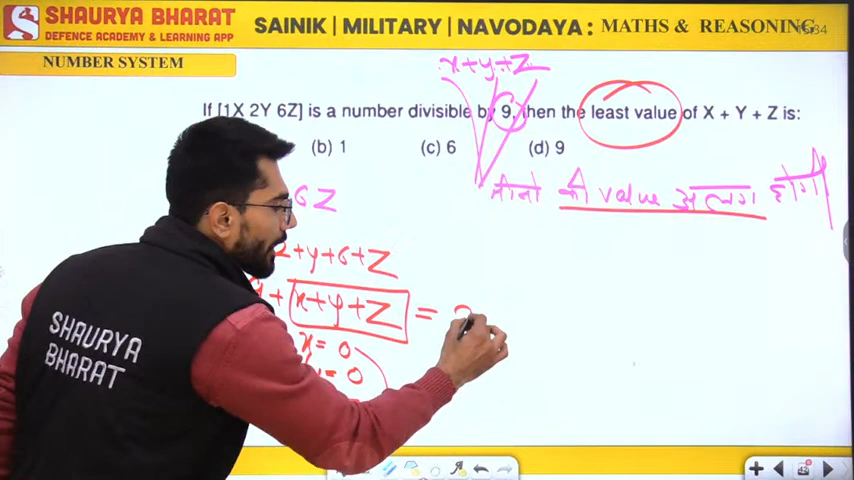 SHAURYA BHARAT
DEFENCE ACADEMY & LEARNING APP
SAINIK | MILITARY | NAVODAYA : MATHS & REASONING
NUMBER SYSTEM
x+y+Z
If [1X 2Y 6Z] is a number divisible by 9, then the least value of X + Y + Z is:
(b) 1 (c) 6 (d) 9
तीनो की value अलग होगी
6Z
2+y+6+Z
+ x+y+Z =
x = 0
= 0
SHAURYA
BHARAT